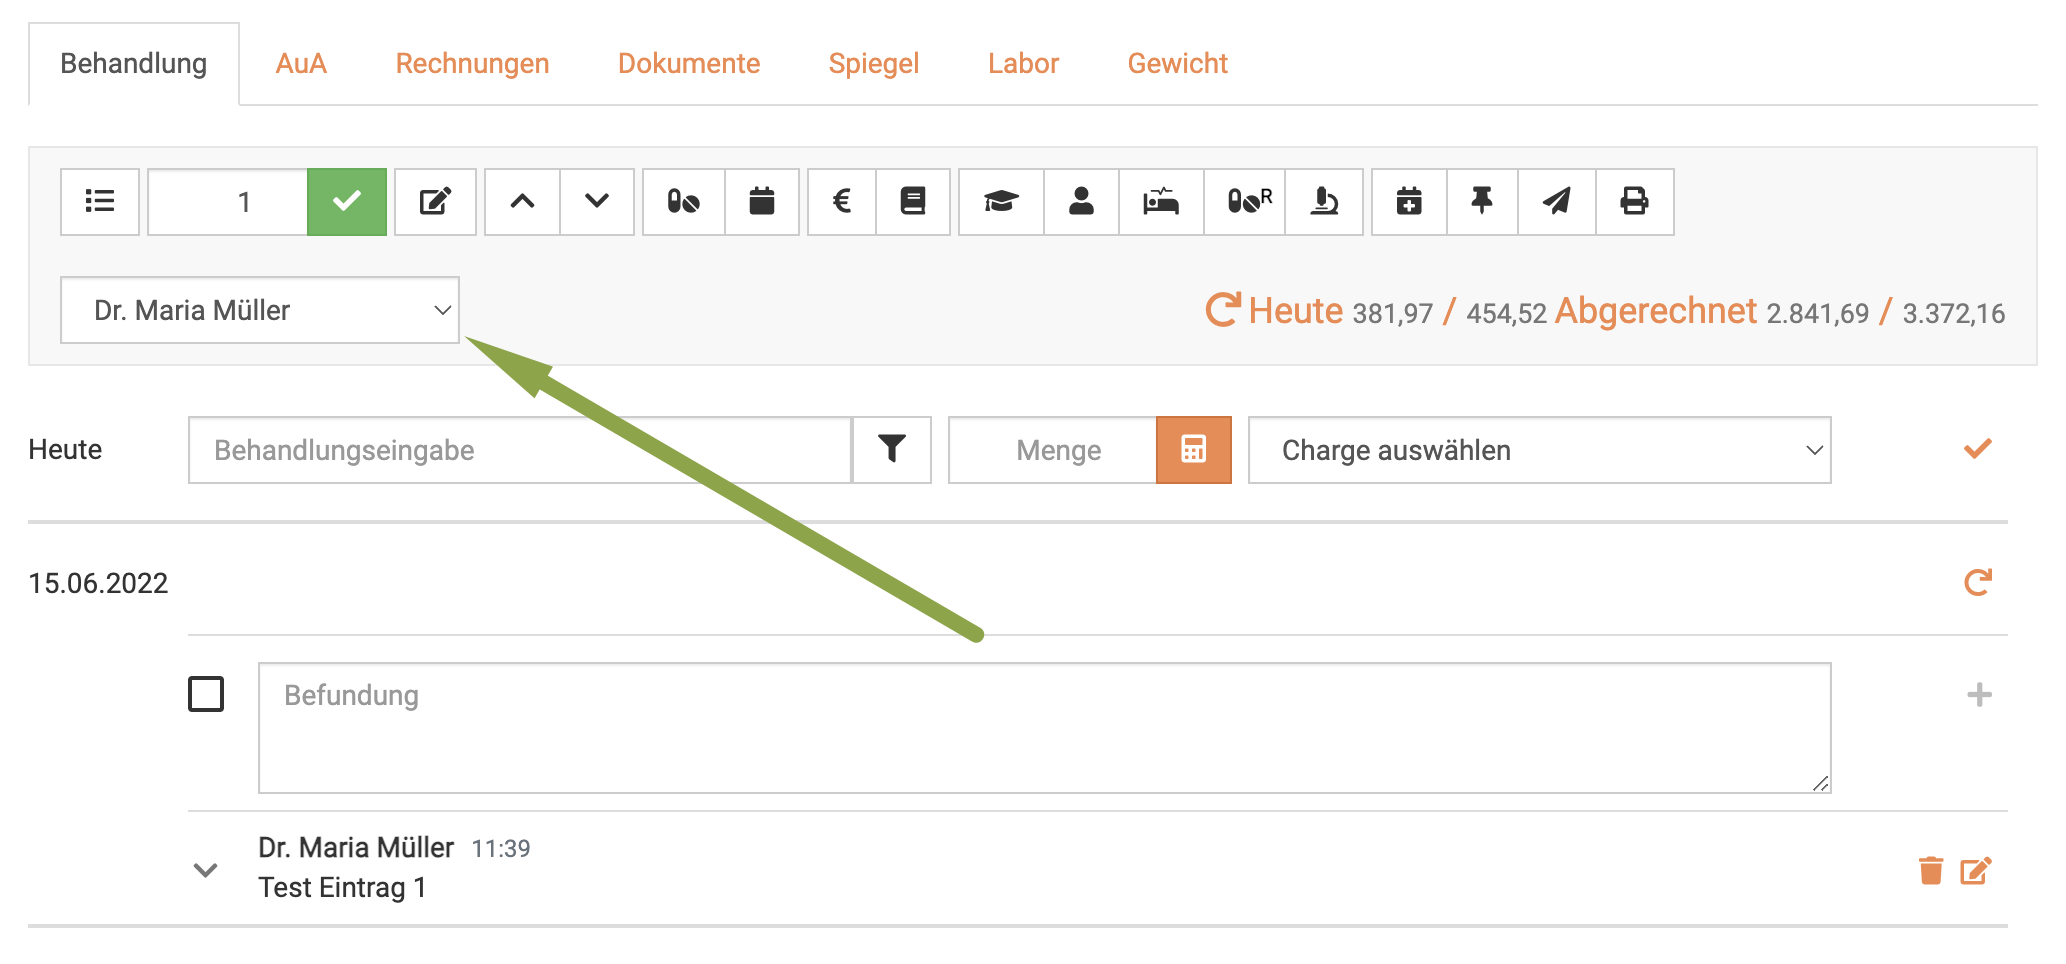 Behandlung AuA Rechnungen Dokumente Spiegel Labor Gewicht
1 € R
Dr. Maria Müller Heute 381,97 / 454,52 Abgerechnet 2.841,69 / 3.372,16
Heute Behandlungseingabe Menge Charge auswählen
15.06.2022
Befundung
Dr. Maria Müller 11:39
Test Eintrag 1